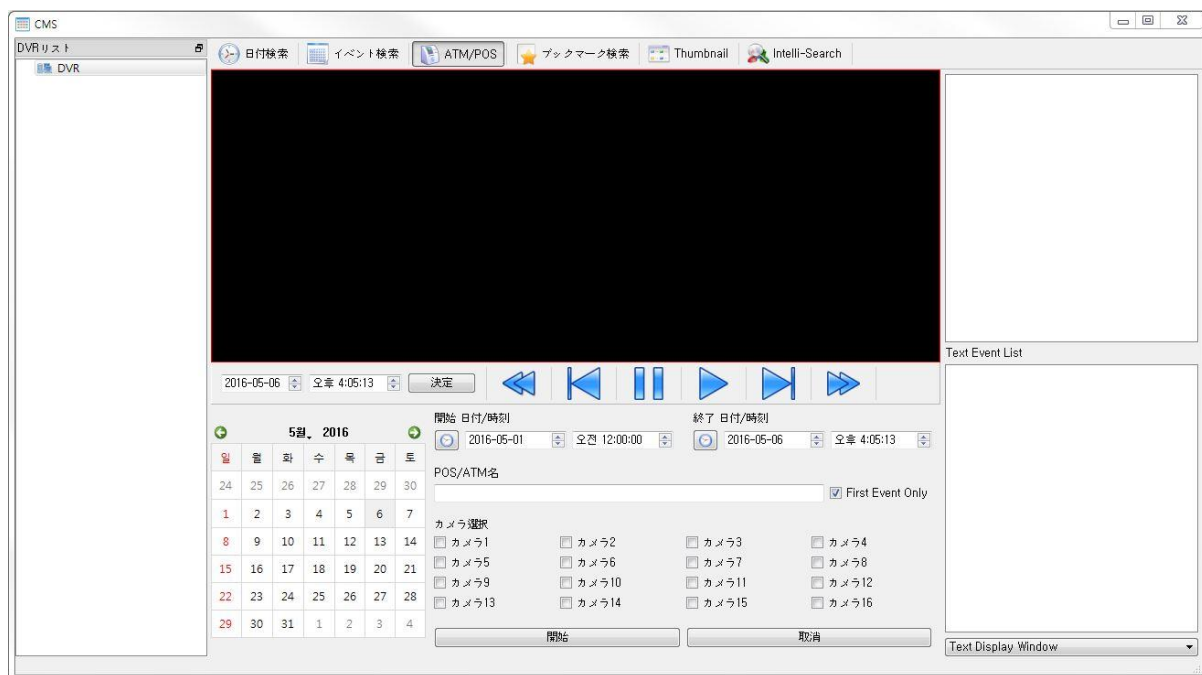 CMS
DVRリスト
DVR
日付検索 イベント検索 ATM/POS ブックマーク検索 Thumbnail Intelli-Search
Text Event List
2016-05-06 오후 4:05:13 決定
5월, 2016
일 월 화 수 목 금 토
24 25 26 27 28 29 30
1 2 3 4 5 6 7
8 9 10 11 12 13 14
15 16 17 18 19 20 21
22 23 24 25 26 27 28
29 30 31 1 2 3 4
開始 日付/時刻 終了 日付/時刻
2016-05-01 오전 12:00:00 2016-05-06 오후 4:05:13
POS/ATM名
First Event Only
カメラ選択
カメラ1 カメラ2 カメラ3 カメラ4
カメラ5 カメラ6 カメラ7 カメラ8
カメラ9 カメラ10 カメラ11 カメラ12
カメラ13 カメラ14 カメラ15 カメラ16
開始 取消
Text Display Window